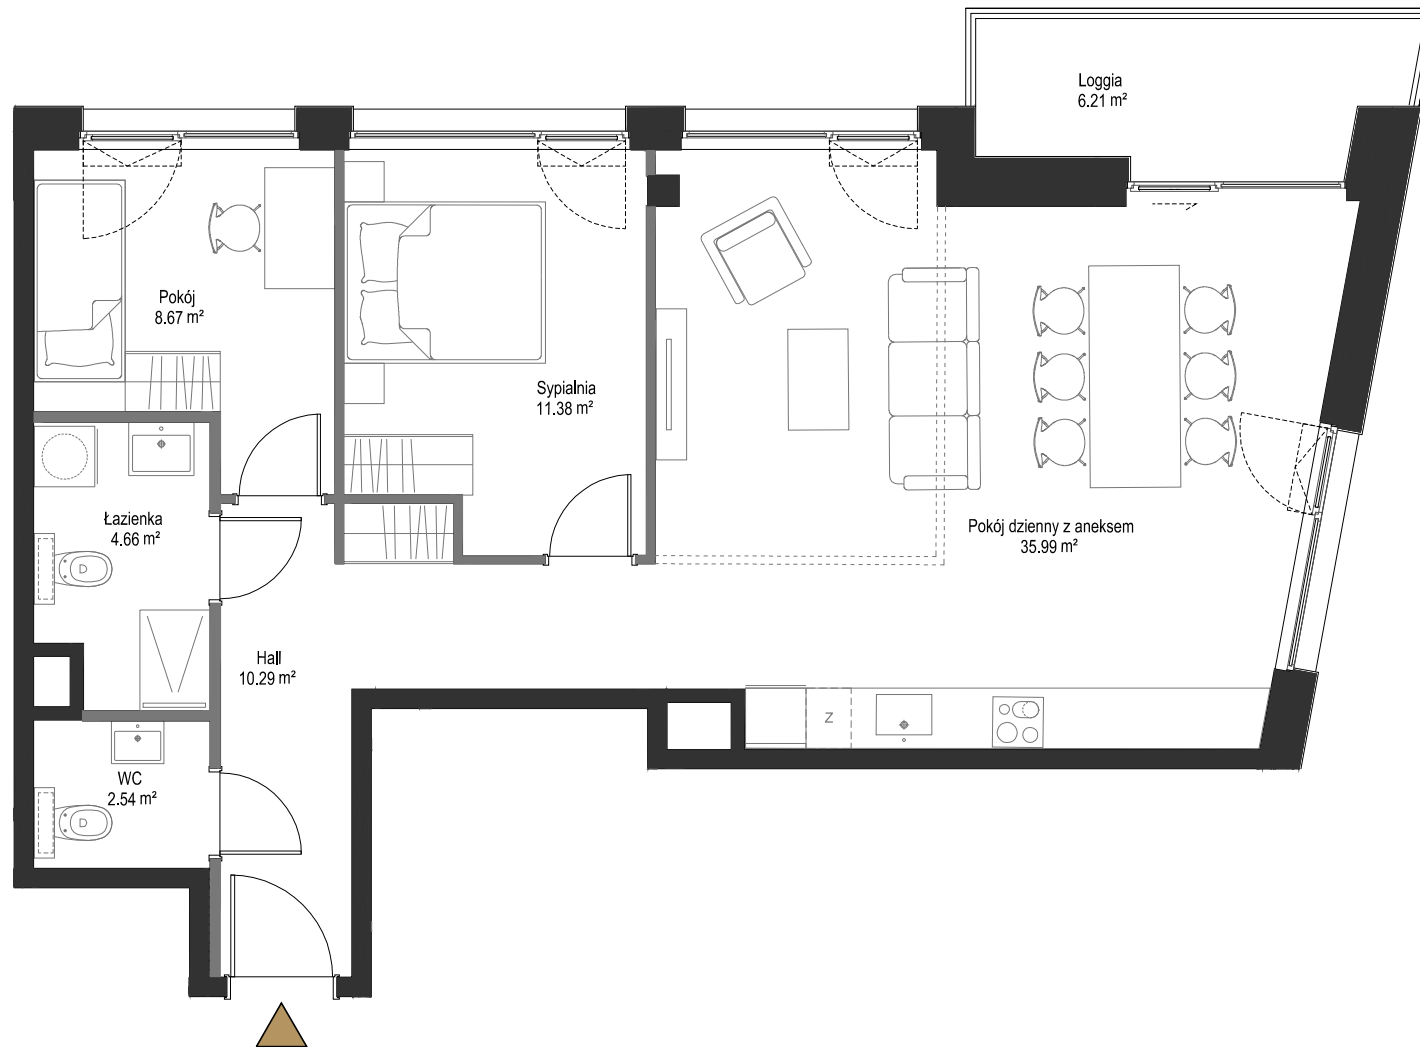 Loggia
6.21 m²
Pokój
8.67 m²
Sypialnia
11.38 m²
Łazienka
4.66 m²
D
Pokój dzienny z aneksem
35.99 m²
Hall
10.29 m²
Z
WC
2.54 m²
D